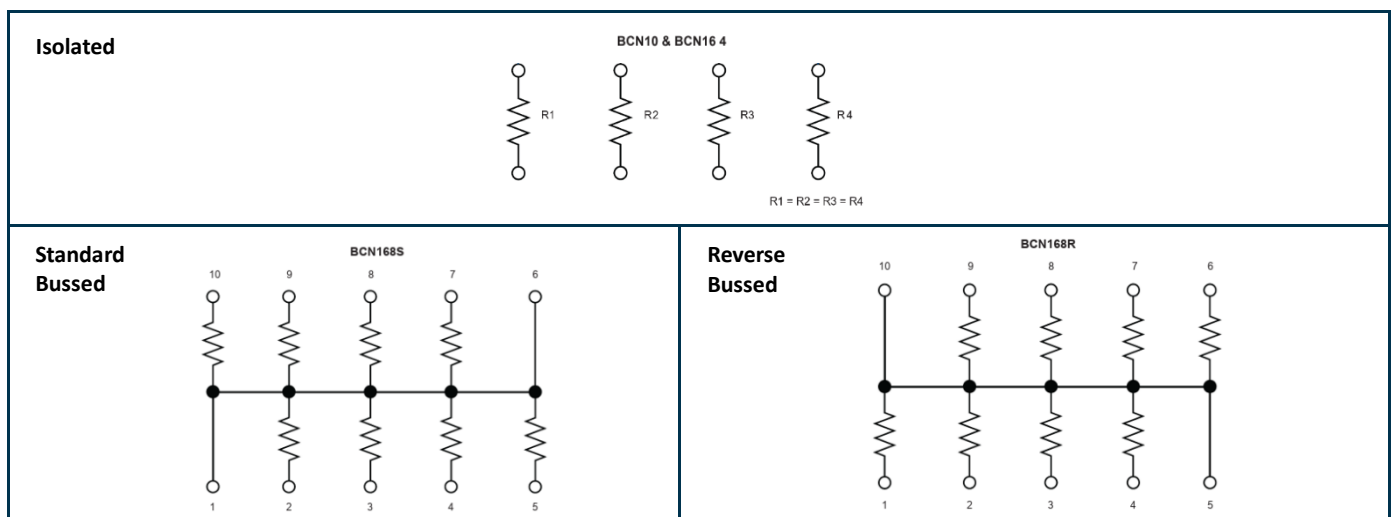 Isolated
BCN10 & BCN16 4
R1 R2 R3 R4
R1 = R2 = R3 = R4
Standard
Bussed
BCN168S
10 9 8 7 6
1 2 3 4 5
Reverse
Bussed
BCN168R
10 9 8 7 6
1 2 3 4 5